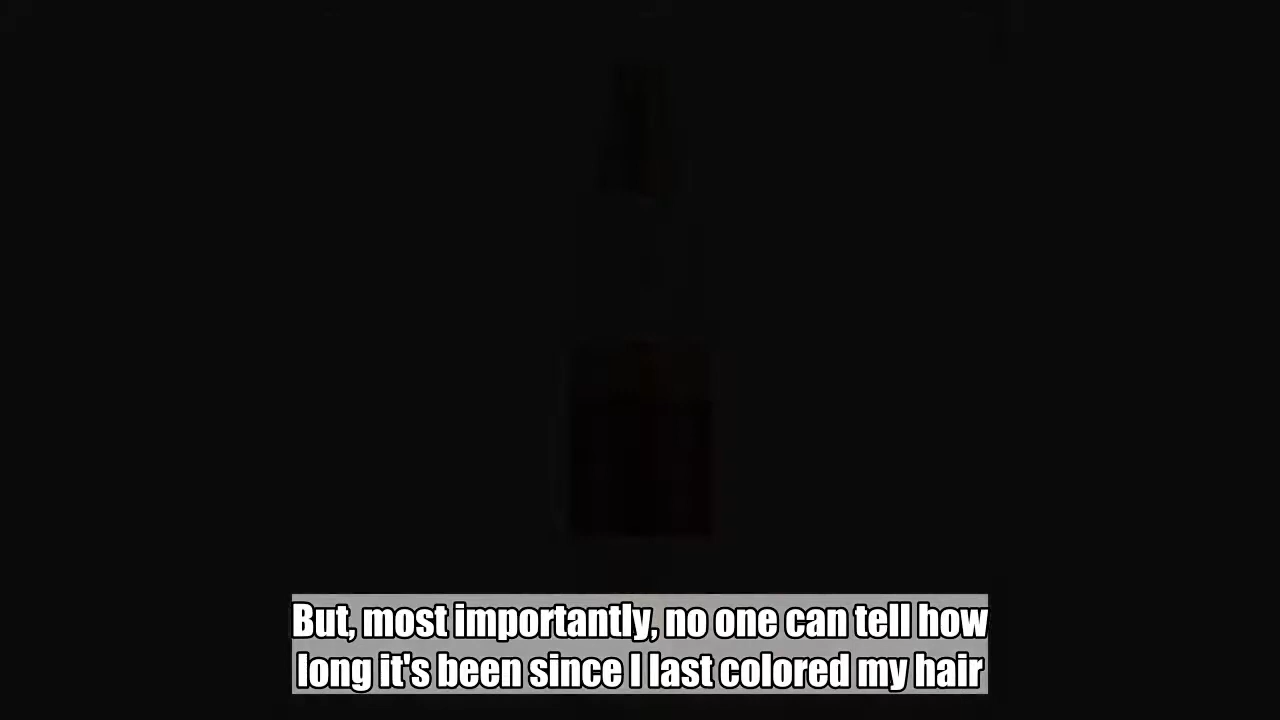 But, most importantly, no one can tell how
long it's been since I last colored my hair